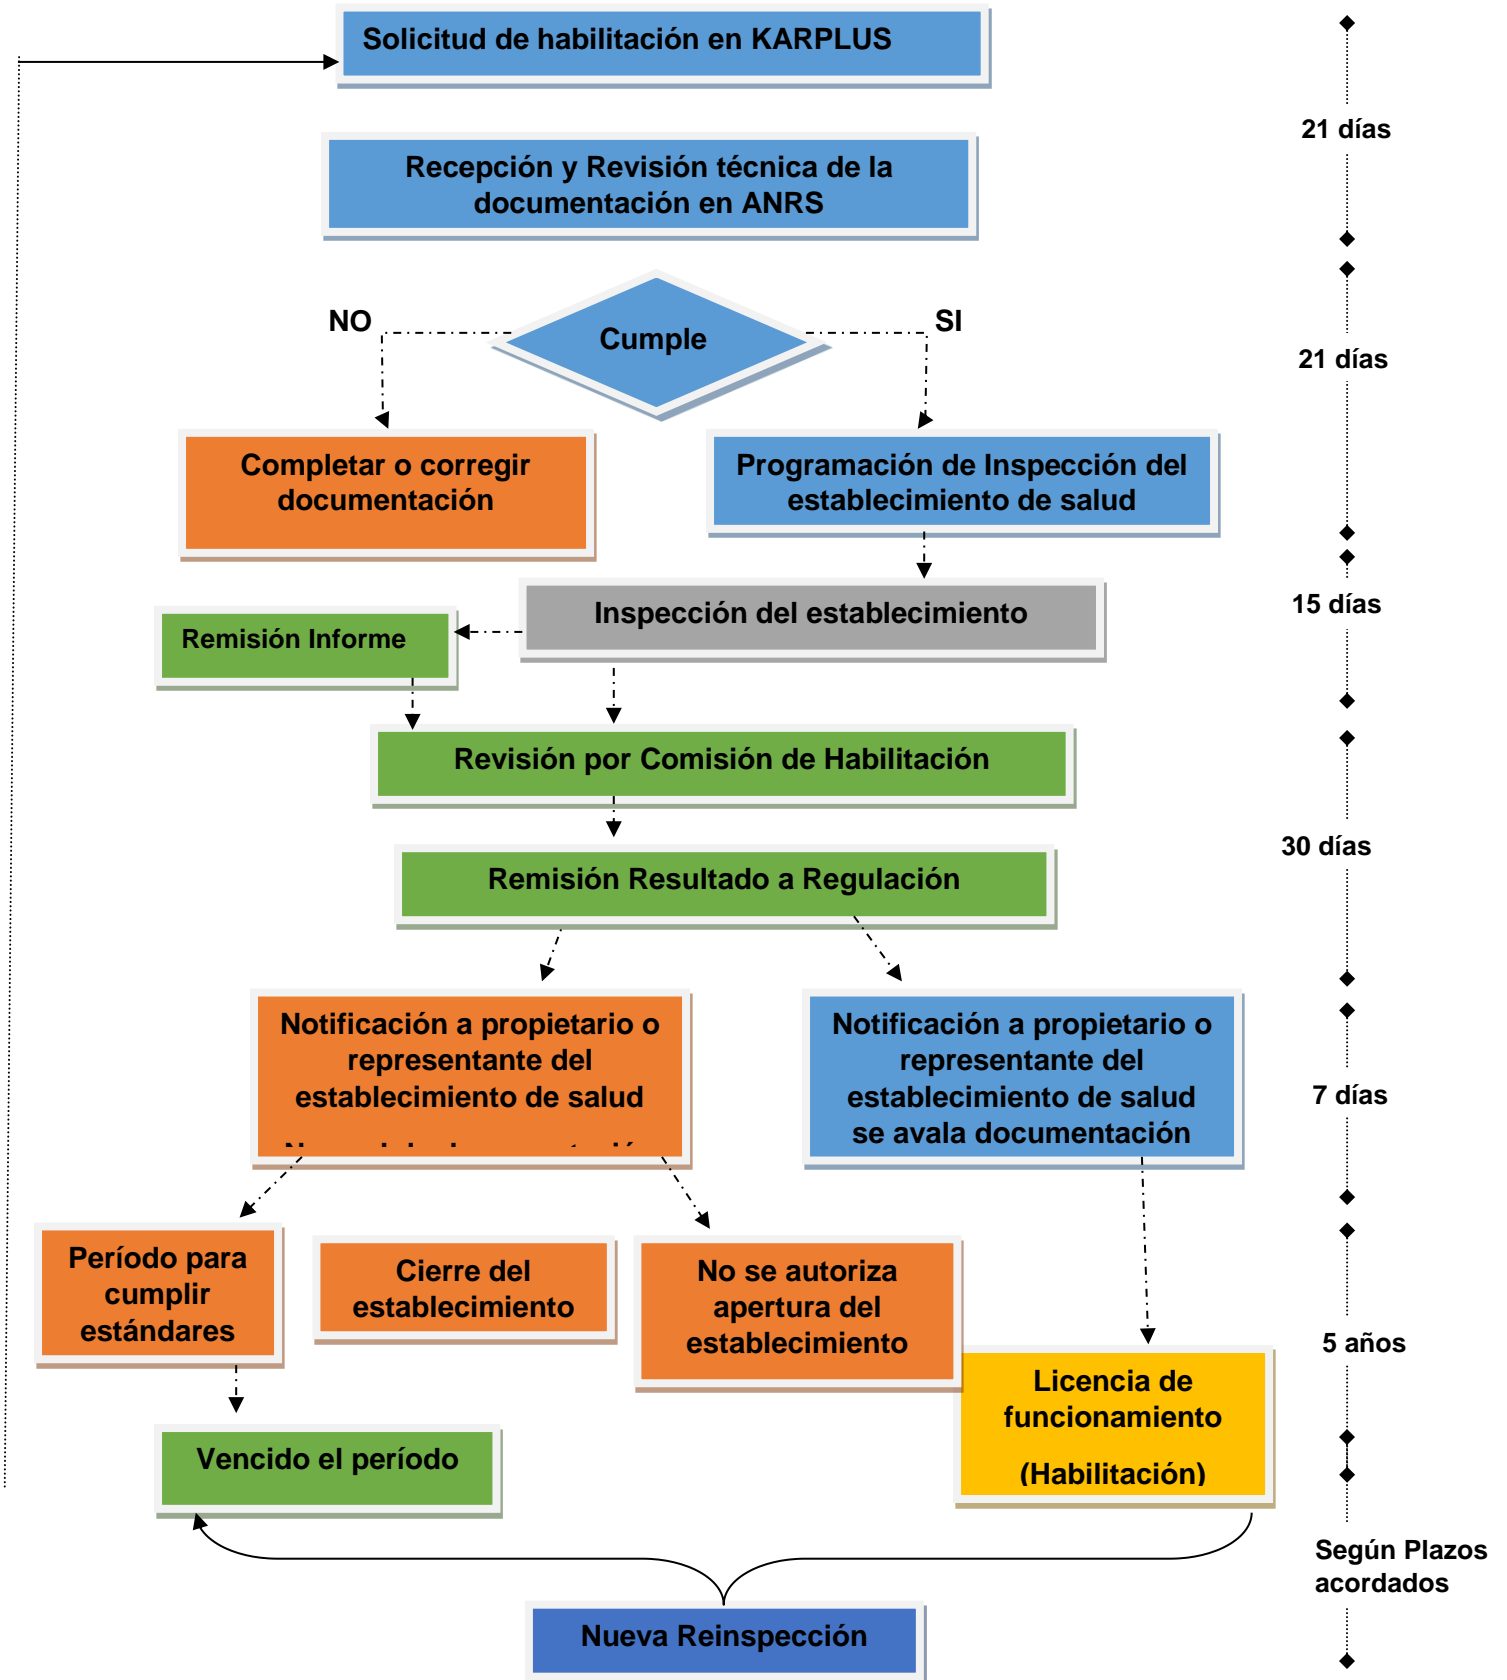 Solicitud de habilitación en KARPLUS
21 días
Recepción y Revisión técnica de la
documentación en ANRS
NO
SI
Cumple
21 días
Completar o corregir
documentación
Programación de Inspección del
establecimiento de salud
Inspección del establecimiento
15 días
Remisión Informe
Revisión por Comisión de Habilitación
30 días
Remisión Resultado a Regulación
Notificación a propietario o
representante del
establecimiento de salud
Notificación a propietario o
representante del
establecimiento de salud
se avala documentación
7 días
Período para
cumplir
estándares
Cierre del
establecimiento
No se autoriza
apertura del
establecimiento
5 años
Licencia de
funcionamiento
(Habilitación)
Vencido el período
Según Plazos
acordados
Nueva Reinspección